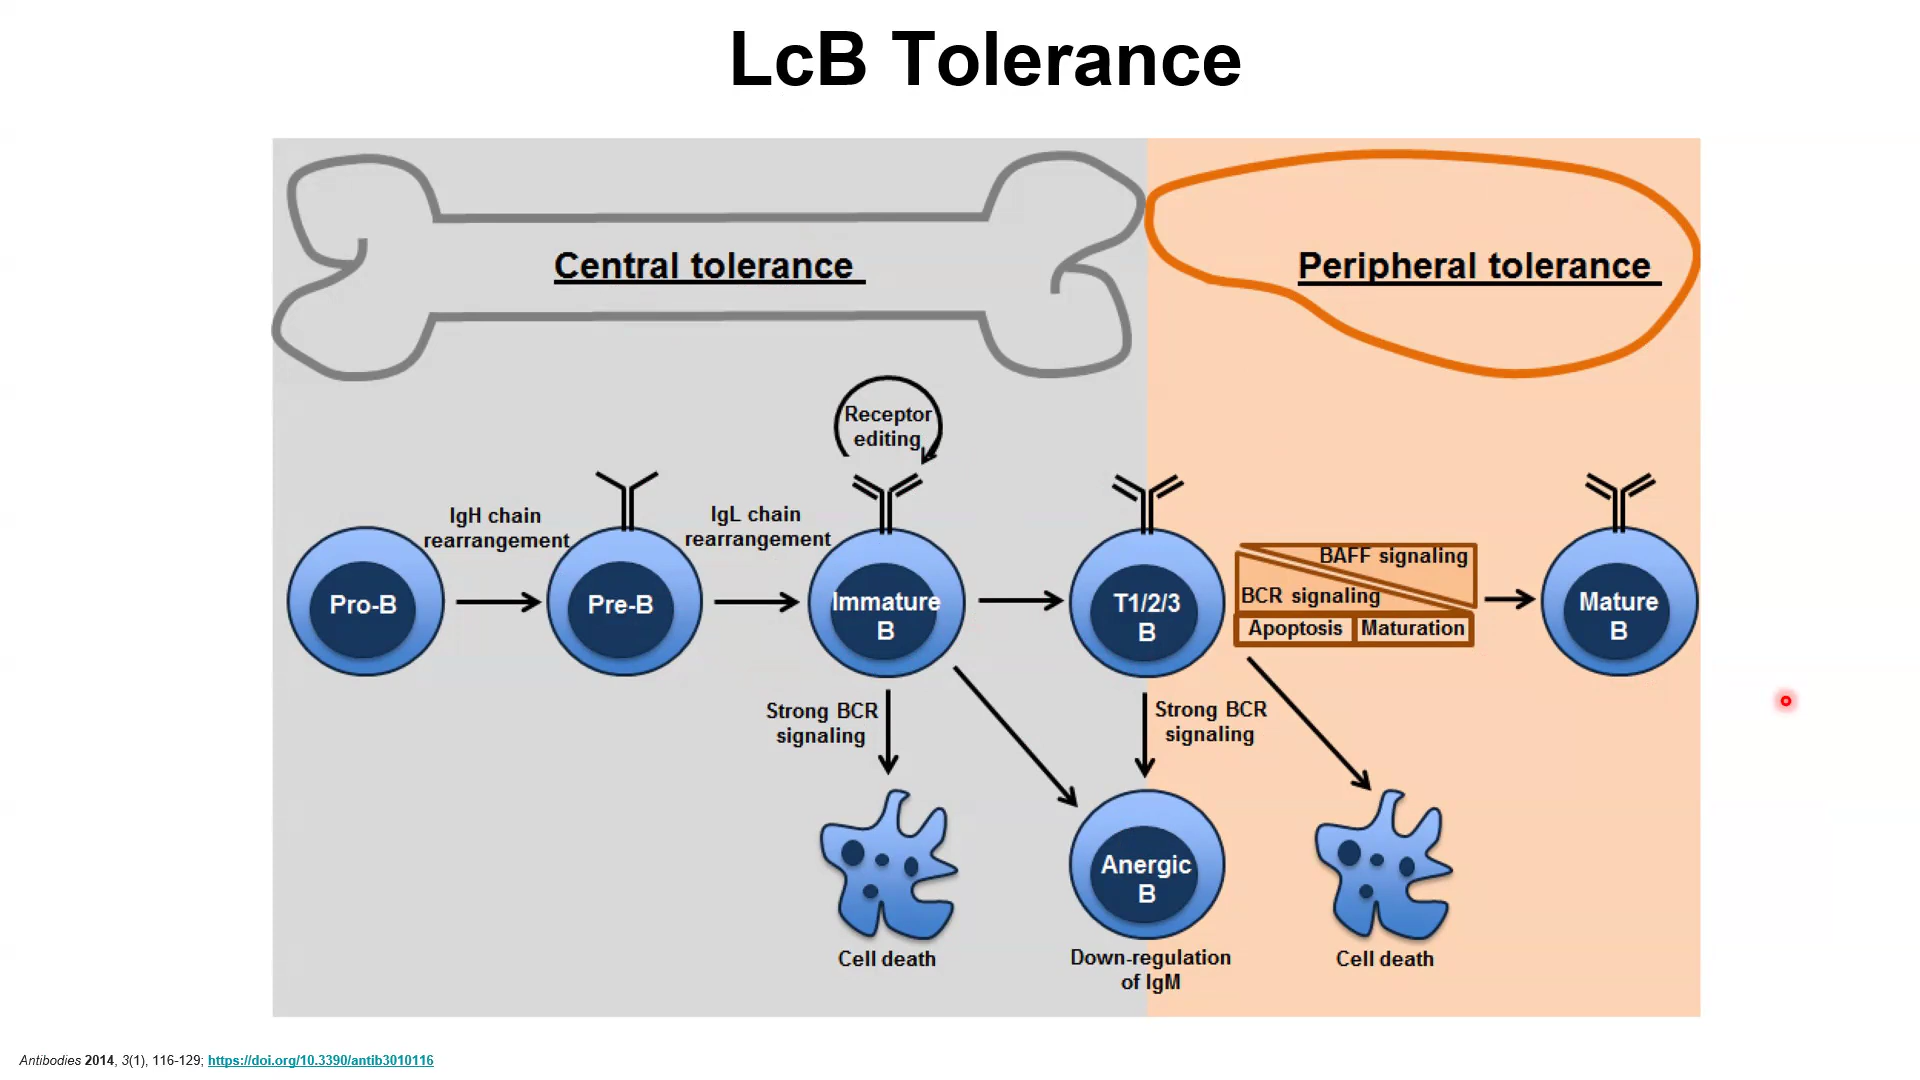 LcB Tolerance
Central tolerance
Peripheral tolerance
Receptor
editing
IgH chain
rearrangement
IgL chain
rearrangement
Pro-B
Pre-B
Immature
B
T1/2/3
B
BAFF signaling
BCR signaling
Apoptosis
Maturation
Mature
B
Strong BCR
signaling
Strong BCR
signaling
Anergic
B
Cell death
Down-regulation
of IgM
Cell death
Antibodies 2014, 3(1), 116-129; https://doi.org/10.3390/antib3010116